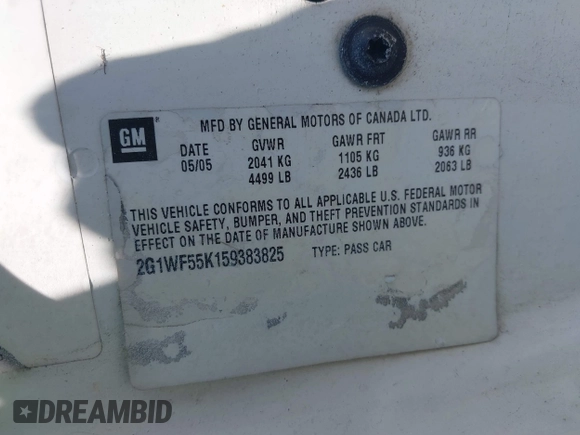 GM
MFD BY GENERAL MOTORS OF CANADA LTD.
DATE GVWR GAWR FRT GAWR RR
05/05 2041 KG 1105 KG 936 KG
4499 LB 2436 LB 2063 LB
THIS VEHICLE CONFORMS TO ALL APPLICABLE U.S. FEDERAL MOTOR
VEHICLE SAFETY, BUMPER, AND THEFT PREVENTION STANDARDS IN
EFFECT ON THE DATE OF MANUFACTURE SHOWN ABOVE.
2G1WF55K159383825 TYPE: PASS CAR
DREAMBID